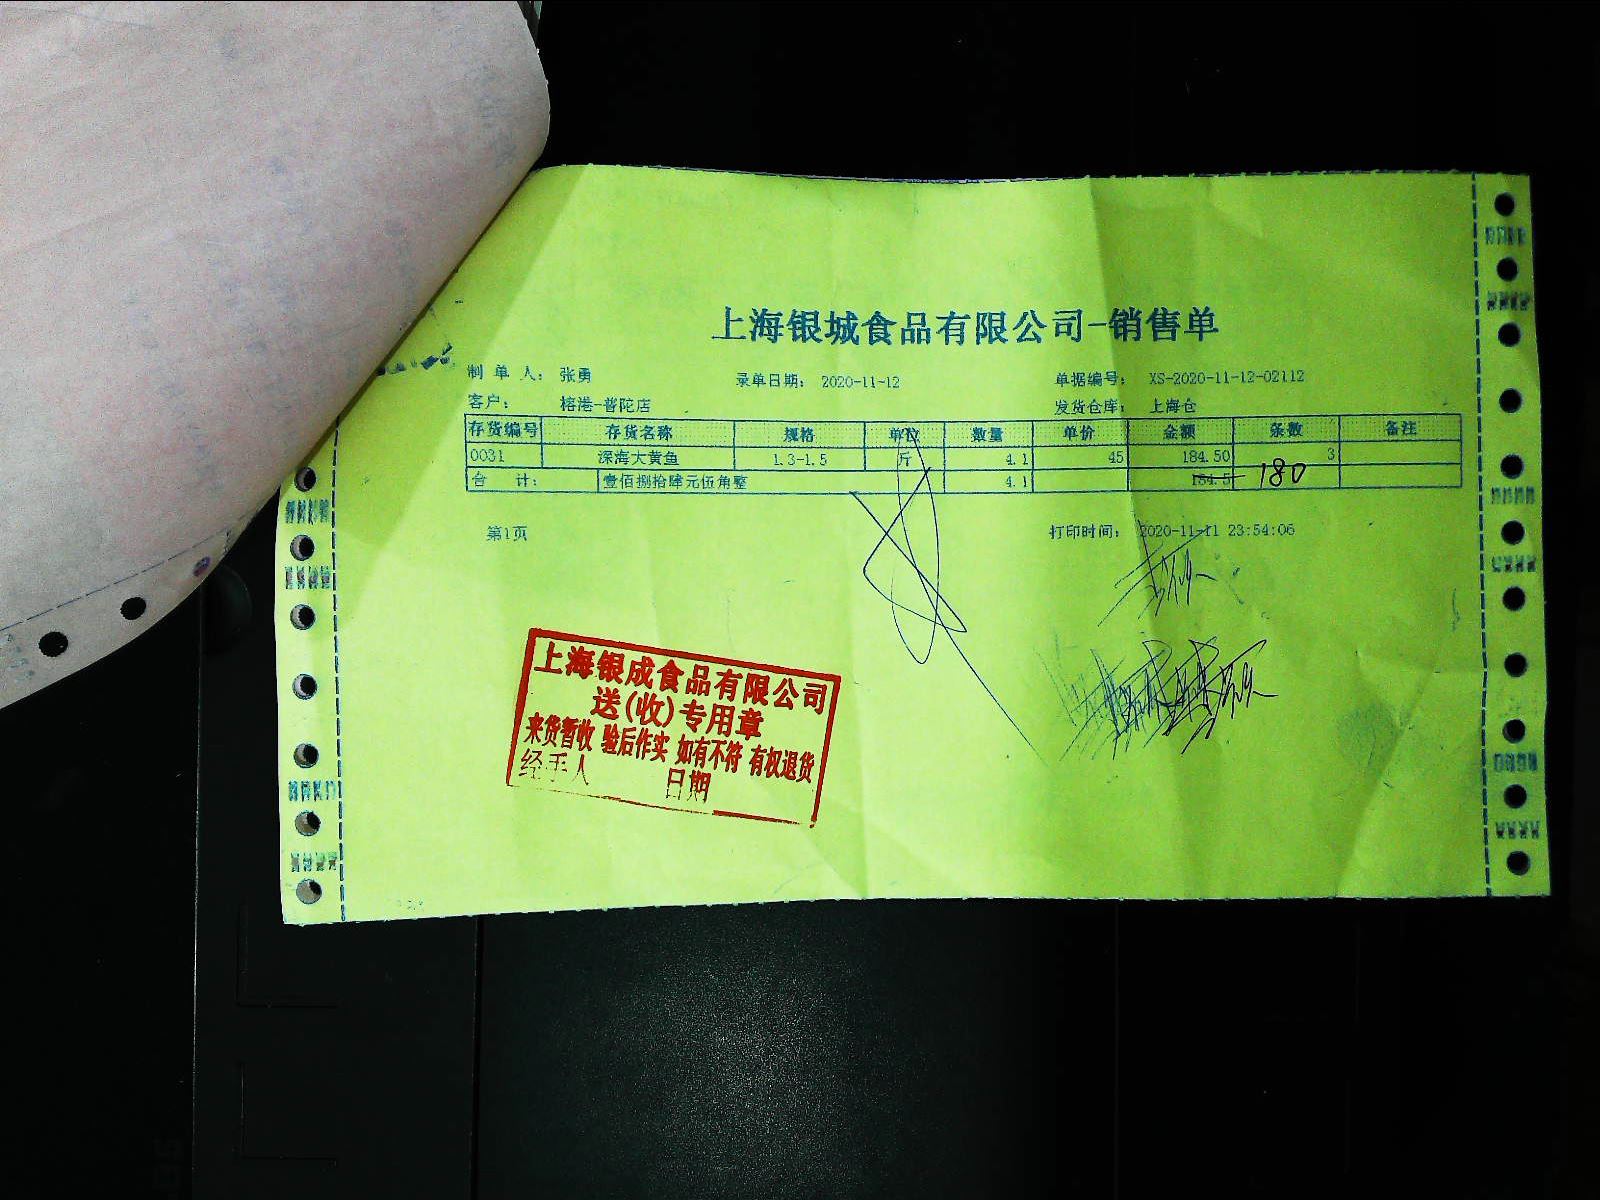 上海银城食品有限公司-销售单
制 单 人： 张勇 录单日期： 2020-11-12 单据编号： XS-2020-11-12-02112
客户： 榕港-普陀店 发货仓库： 上海仓
存货编号 存货名称 规格 单位 数量 单价 金额 条数 备注
0031 深海大黄鱼 1.3-1.5 斤 4.1 45 184.50 3
合 计： 壹佰捌拾肆元伍角整 4.1 184.5 180
第1页 打印时间： 2020-11-11 23:54:06
上海银成食品有限公司
送(收)专用章
来货暂收 验后作实 如有不符 有权退货
经手人 日期